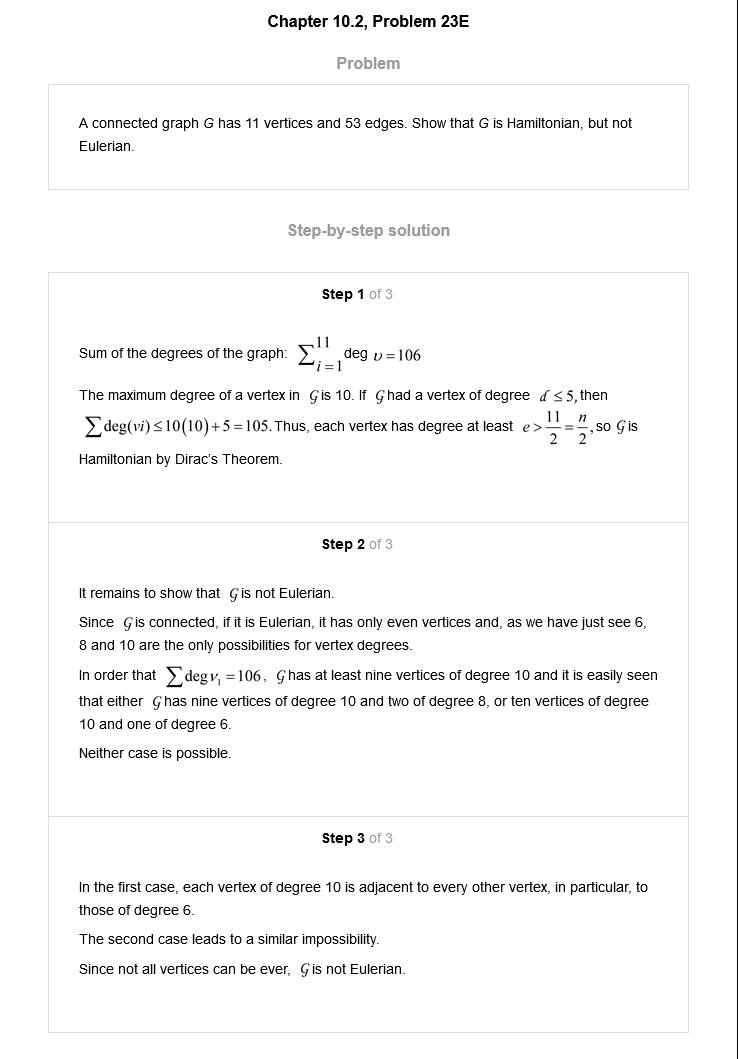 Chapter 10.2, Problem 23E
Problem
A connected graph G has 11 vertices and 53 edges. Show that G is Hamiltonian, but not
Eulerian.
Step-by-step solution
Step 1 of 3
Sum of the degrees of the graph: ∑_{i=1}^{11} deg υ = 106
The maximum degree of a vertex in G is 10. If G had a vertex of degree d ≤ 5, then
∑deg(vi) ≤ 10(10) + 5 = 105. Thus, each vertex has degree at least e > 11/2 = n/2, so G is
Hamiltonian by Dirac's Theorem.
Step 2 of 3
It remains to show that G is not Eulerian.
Since G is connected, if it is Eulerian, it has only even vertices and, as we have just see 6,
8 and 10 are the only possibilities for vertex degrees.
In order that ∑deg v₁ = 106, G has at least nine vertices of degree 10 and it is easily seen
that either G has nine vertices of degree 10 and two of degree 8, or ten vertices of degree
10 and one of degree 6.
Neither case is possible.
Step 3 of 3
In the first case, each vertex of degree 10 is adjacent to every other vertex, in particular, to
those of degree 6.
The second case leads to a similar impossibility.
Since not all vertices can be ever, G is not Eulerian.